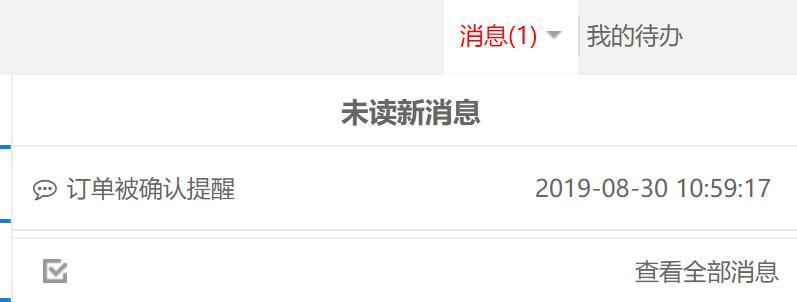 消息(1) 我的待办
未读新消息
订单被确认提醒 2019-08-30 10:59:17
查看全部消息